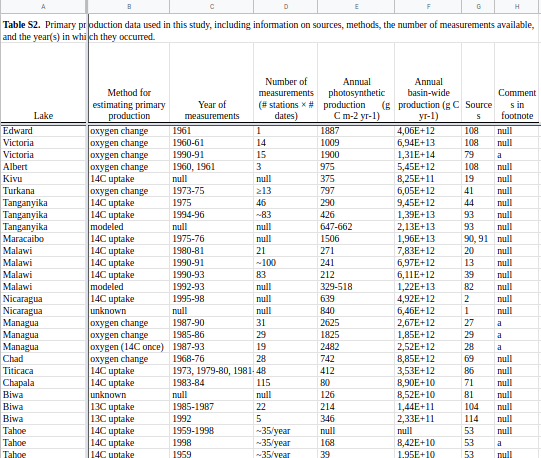 A B C D E F G H
Table S2. Primary production data used in this study, including information on sources, methods, the number of measurements available,
and the year(s) in which they occurred.
Lake Method for estimating primary production Year of measurements Number of measurements (# stations × # dates) Annual photosynthetic production (g C m-2 yr-1) Annual basin-wide production (g C yr-1) Source s Comment s in footnote
Edward oxygen change 1961 1 1887 4,06E+12 108 null
Victoria oxygen change 1960-61 14 1009 6,94E+13 108 null
Victoria oxygen change 1990-91 15 1900 1,31E+14 79 a
Albert oxygen change 1960, 1961 3 975 5,45E+12 108 null
Kivu 14C uptake null null 375 8,25E+11 19 null
Turkana oxygen change 1973-75 ≥13 797 6,05E+12 41 null
Tanganyika 14C uptake 1975 46 290 9,45E+12 44 null
Tanganyika 14C uptake 1994-96 ~83 426 1,39E+13 93 null
Tanganyika modeled null null 647-662 2,13E+13 93 null
Maracaibo 14C uptake 1975-76 null 1506 1,96E+13 90, 91 null
Malawi 14C uptake 1980-81 21 271 7,83E+12 20 null
Malawi 14C uptake 1990-91 ~100 241 6,97E+12 13 null
Malawi 14C uptake 1990-93 83 212 6,11E+12 39 null
Malawi modeled 1992-93 null 329-518 1,22E+13 82 null
Nicaragua 14C uptake 1995-98 null 639 4,92E+12 2 null
Nicaragua unknown null null 840 6,46E+12 1 null
Managua oxygen change 1987-90 31 2625 2,67E+12 27 a
Managua oxygen change 1985-86 29 1825 1,85E+12 29 a
Managua oxygen (14C once) 1987-93 19 2482 2,52E+12 28 a
Chad oxygen change 1968-76 28 742 8,85E+12 69 null
Titicaca 14C uptake 1973, 1979-80, 1981- 48 412 3,53E+12 86 null
Chapala 14C uptake 1983-84 115 80 8,90E+10 71 null
Biwa unknown null null 126 8,52E+10 81 null
Biwa 13C uptake 1985-1987 22 214 1,44E+11 104 null
Biwa 13C uptake 1992 5 346 2,33E+11 114 null
Tahoe 14C uptake 1959-1998 ~35/year null null 53 null
Tahoe 14C uptake 1998 ~35/year 168 8,42E+10 53 a
Tahoe 14C uptake 1959 ~35/year 39 1,95E+10 53 null